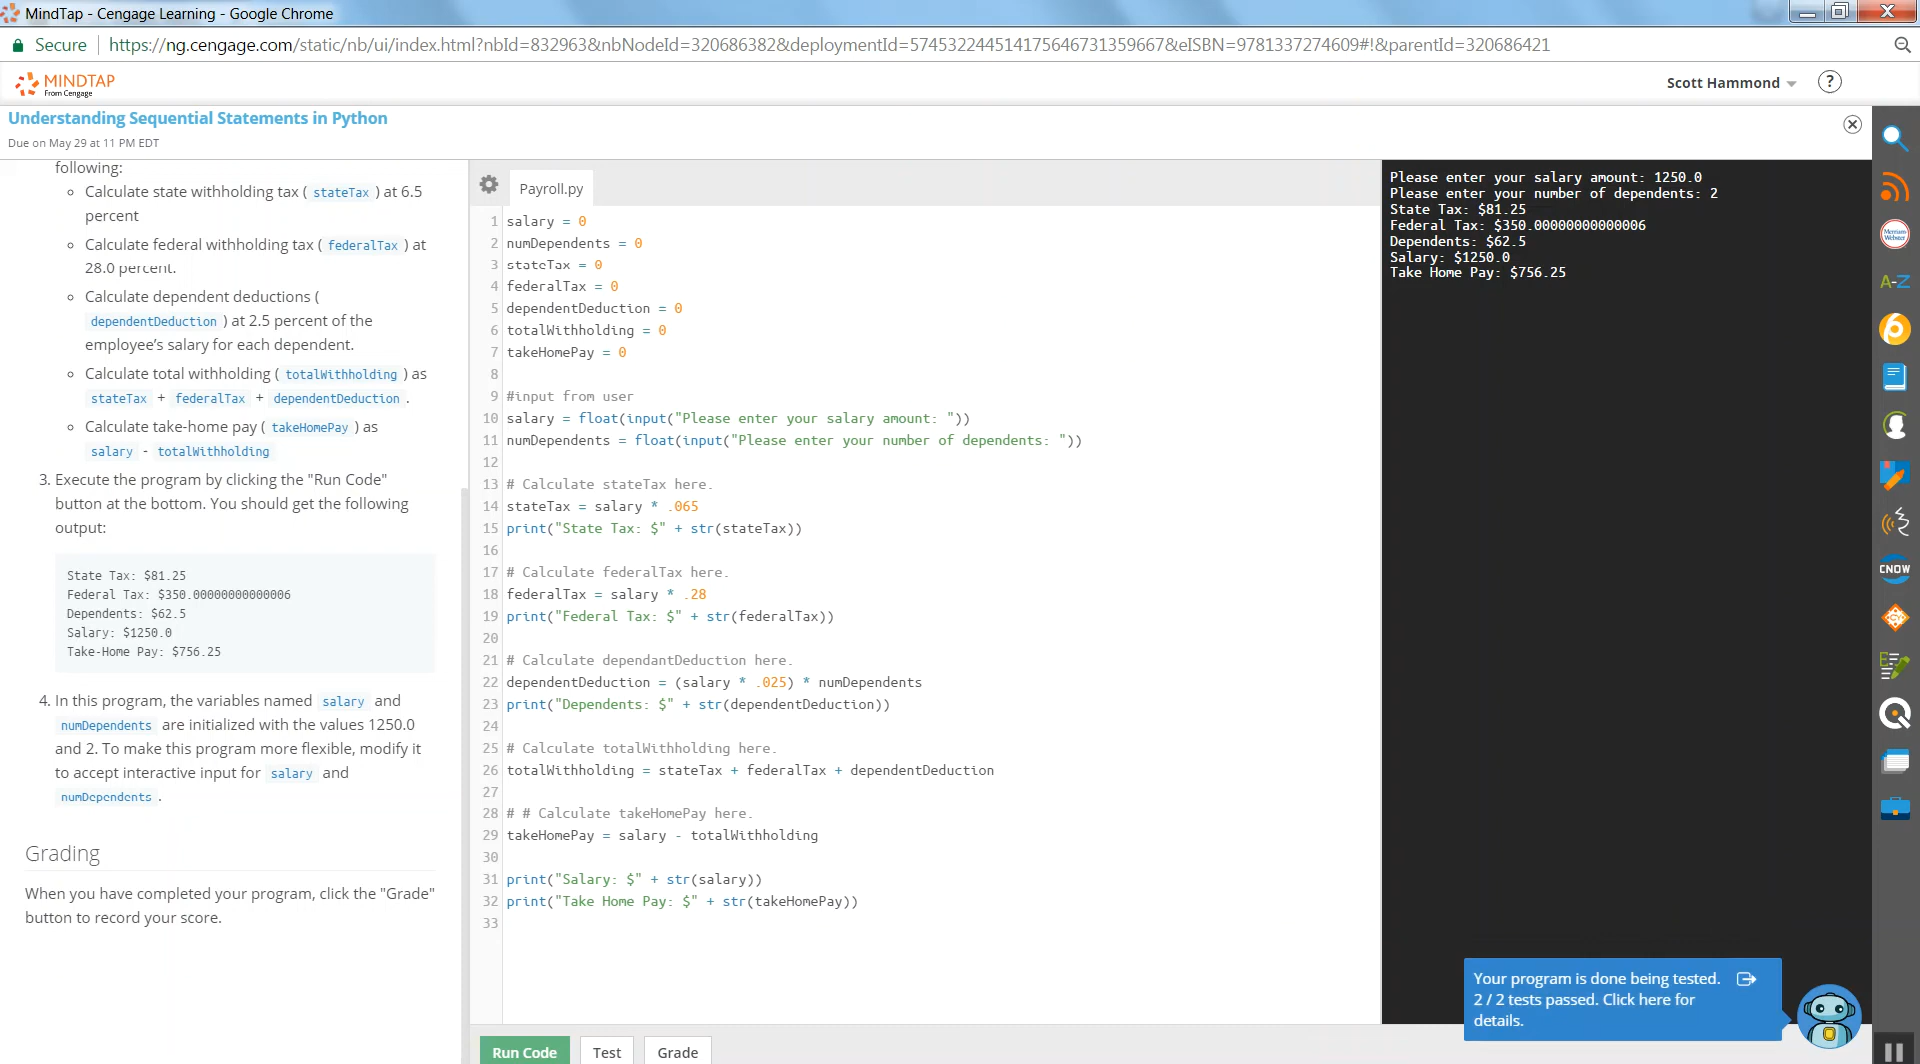 MindTap - Cengage Learning - Google Chrome
Secure | https://ng.cengage.com/static/nb/ui/index.html?nbId=832963&nbNodeId=320686382&deploymentId=574532244514175646731359667&eISBN=9781337274609#!&parentId=320686421
MINDTAP
From Cengage
Scott Hammond
?
Understanding Sequential Statements in Python
Due on May 29 at 11 PM EDT
following:
Calculate state withholding tax ( stateTax ) at 6.5
percent
Calculate federal withholding tax ( federalTax ) at
28.0 percent.
Calculate dependent deductions (
dependentDeduction ) at 2.5 percent of the
employee's salary for each dependent.
Calculate total withholding ( totalWithholding ) as
stateTax + federalTax + dependentDeduction .
Calculate take-home pay ( takeHomePay ) as
salary - totalWithholding
3. Execute the program by clicking the "Run Code"
button at the bottom. You should get the following
output:
State Tax: $81.25
Federal Tax: $350.00000000000006
Dependents: $62.5
Salary: $1250.0
Take-Home Pay: $756.25
4. In this program, the variables named salary and
numDependents are initialized with the values 1250.0
and 2. To make this program more flexible, modify it
to accept interactive input for salary and
numDependents .
Grading
When you have completed your program, click the "Grade"
button to record your score.
Payroll.py
1 salary = 0
2 numDependents = 0
3 stateTax = 0
4 federalTax = 0
5 dependentDeduction = 0
6 totalWithholding = 0
7 takeHomePay = 0
8
9 #input from user
10 salary = float(input("Please enter your salary amount: "))
11 numDependents = float(input("Please enter your number of dependents: "))
12
13 # Calculate stateTax here.
14 stateTax = salary * .065
15 print("State Tax: $" + str(stateTax))
16
17 # Calculate federalTax here.
18 federalTax = salary * .28
19 print("Federal Tax: $" + str(federalTax))
20
21 # Calculate dependantDeduction here.
22 dependentDeduction = (salary * .025) * numDependents
23 print("Dependents: $" + str(dependentDeduction))
24
25 # Calculate totalWithholding here.
26 totalWithholding = stateTax + federalTax + dependentDeduction
27
28 # # Calculate takeHomePay here.
29 takeHomePay = salary - totalWithholding
30
31 print("Salary: $" + str(salary))
32 print("Take Home Pay: $" + str(takeHomePay))
33
Run Code
Test
Grade
Please enter your salary amount: 1250.0
Please enter your number of dependents: 2
State Tax: $81.25
Federal Tax: $350.00000000000006
Dependents: $62.5
Salary: $1250.0
Take Home Pay: $756.25
Your program is done being tested.
2 / 2 tests passed. Click here for
details.
Merriam-
Webster
A-Z
CNOW